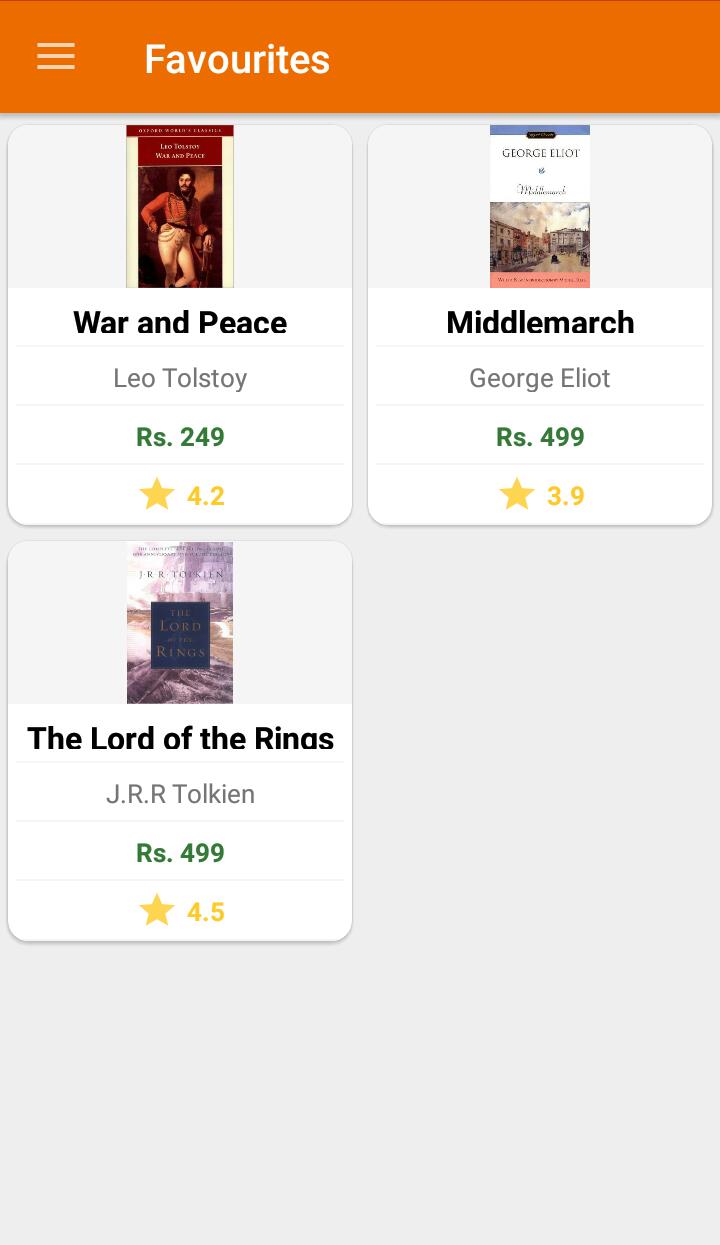 Favourites
OXFORD WORLD'S CLASSICS
LEO TOLSTOY
WAR AND PEACE
War and Peace
Leo Tolstoy
Rs. 249
4.2
GEORGE ELIOT
Middlemarch
Middlemarch
George Eliot
Rs. 499
3.9
J·R·R·TOLKIEN
THE
LORD
OF THE
RINGS
The Lord of the Rings
J.R.R Tolkien
Rs. 499
4.5